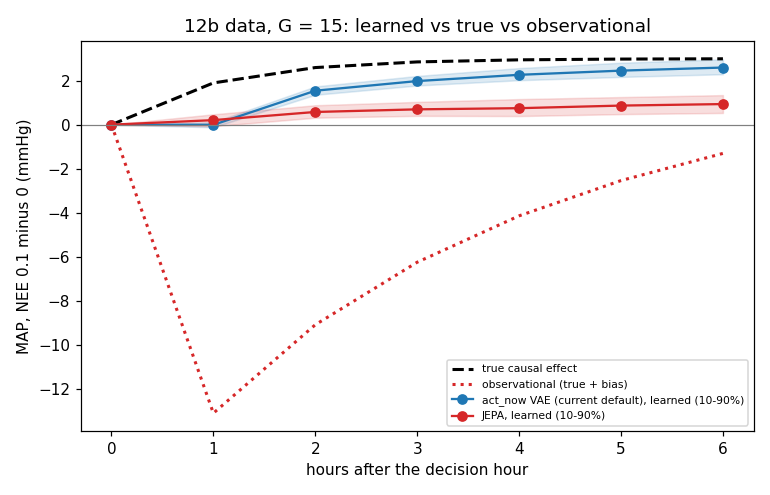 12b data, G = 15: learned vs true vs observational
MAP, NEE 0.1 minus 0 (mmHg)
2
0
−2
−4
−6
−8
−10
−12
0 1 2 3 4 5 6
hours after the decision hour
true causal effect
observational (true + bias)
act_now VAE (current default), learned (10-90%)
JEPA, learned (10-90%)